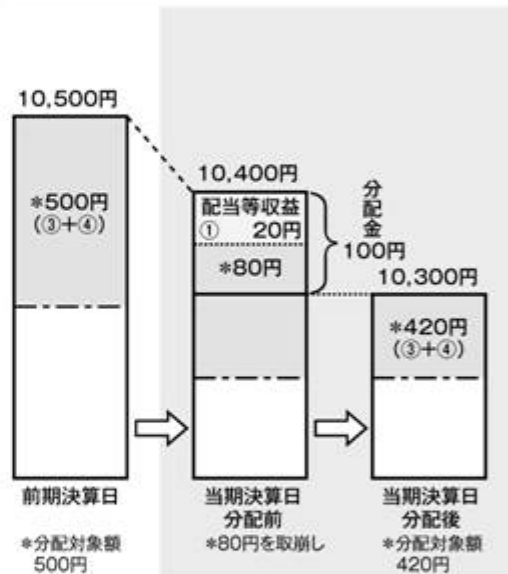 10,500円
*500円
(③+④)
前期決算日
*分配対象額
500円
10,400円
配当等収益
① 20円
*80円
分配金
100円
当期決算日
分配前
*80円を取崩し
10,300円
*420円
(③+④)
当期決算日
分配後
*分配対象額
420円